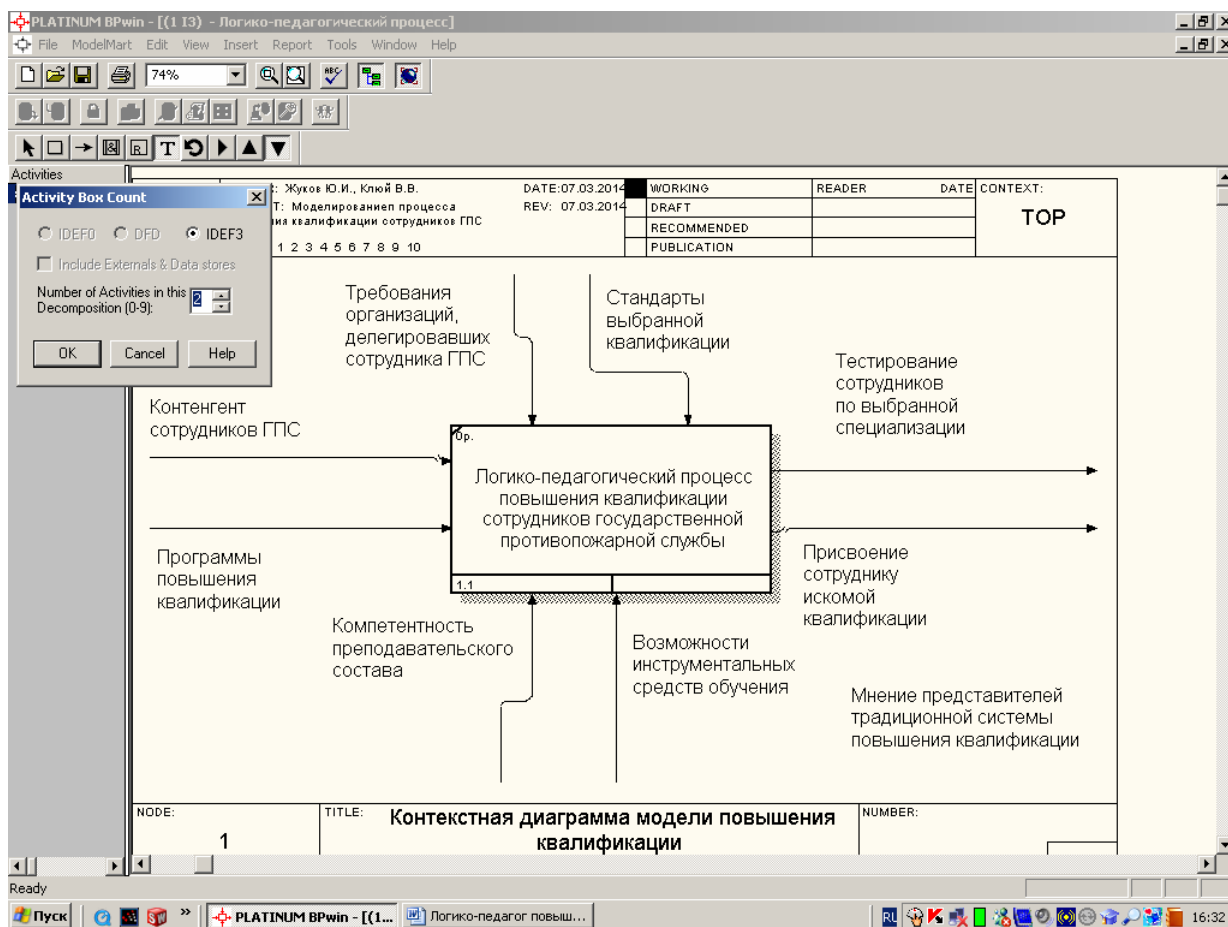 PLATINUM BPwin - [(1 I3) - Логико-педагогический процесс]
File ModelMart Edit View Insert Report Tools Window Help
74%
ABC
R T
Activities
Activity Box Count
IDEF0 DFD IDEF3
Include Externals & Data stores
Number of Activities in this
Decomposition (0-9):
2
OK Cancel Help
: Жуков Ю.И., Клюй В.В.
Т: Моделированиеп процесса
ия квалификации сотрудников ГПС
1 2 3 4 5 6 7 8 9 10
DATE:07.03.2014
REV: 07.03.2014
WORKING
DRAFT
RECOMMENDED
PUBLICATION
READER DATE
CONTEXT:
TOP
Требования
организаций,
делегировавших
сотрудника ГПС
Стандарты
выбранной
квалификации
Тестирование
сотрудников
по выбранной
специализации
Контенгент
сотрудников ГПС
0р.
Логико-педагогический процесс
повышения квалификации
сотрудников государственной
противопожарной службы
1.1
Программы
повышения
квалификации
Присвоение
сотруднику
искомой
квалификации
Компетентность
преподавательского
состава
Возможности
инструментальных
средств обучения
Мнение представителей
традиционной системы
повышения квалификации
NODE:
1
TITLE:
Контекстная диаграмма модели повышения
квалификации
NUMBER:
Ready
Пуск
»
PLATINUM BPwin - [(1...
Логико-педагог повыш...
RU
16:32